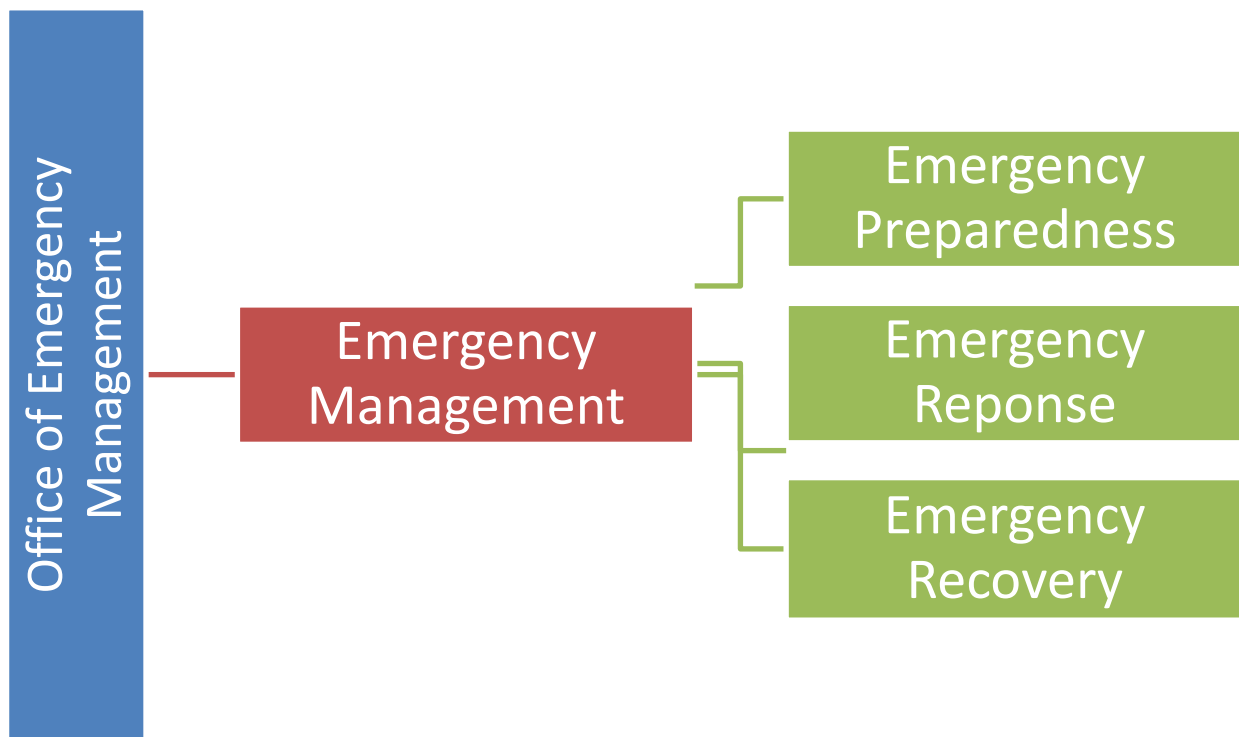 Office of Emergency
Management
Emergency
Management
Emergency
Preparedness
Emergency
Reponse
Emergency
Recovery